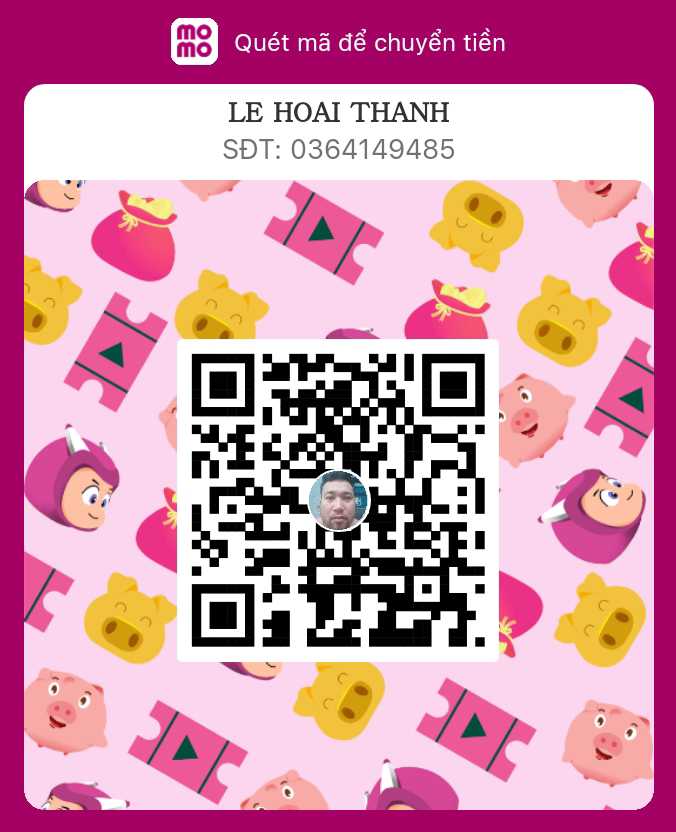 mo
mo
Quét mã để chuyển tiền
LE HOAI THANH
SĐT: 0364149485